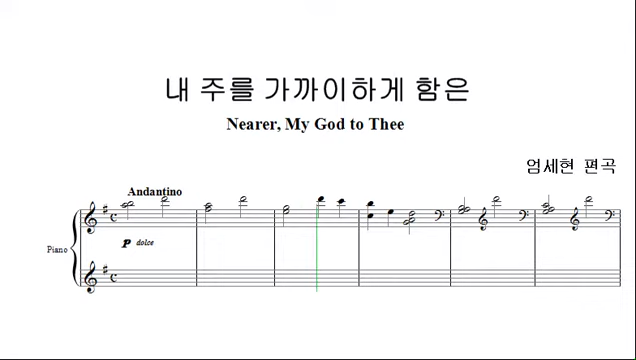 내 주를 가까이하게 함은
Nearer, My God to Thee
엄세현 편곡
Andantino
Piano
P dolce